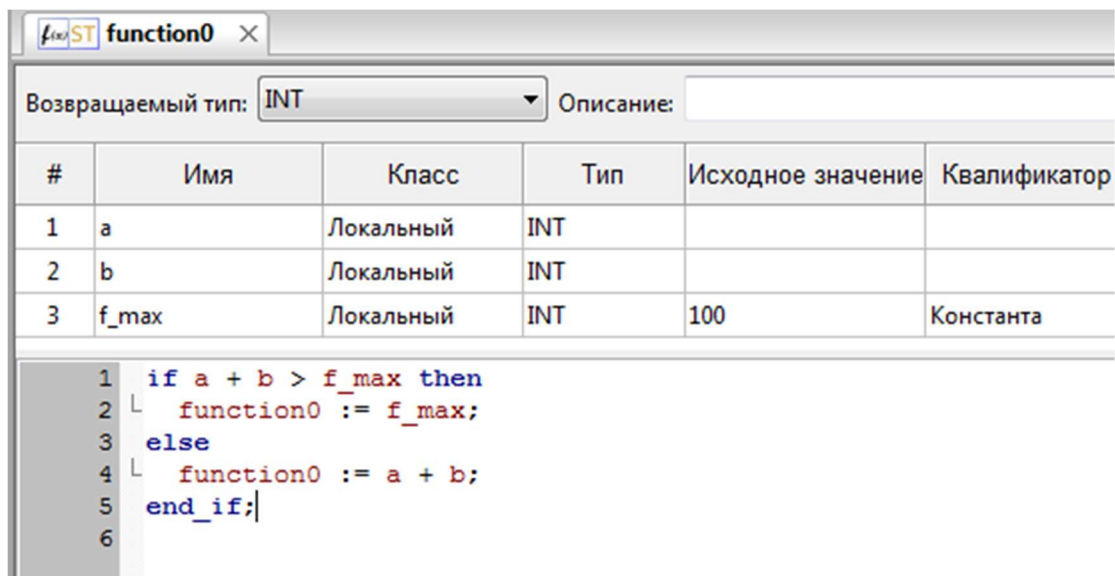 f(x) ST function0 ×
Возвращаемый тип: INT Описание:
# Имя Класс Тип Исходное значение Квалификатор
1 a Локальный INT
2 b Локальный INT
3 f_max Локальный INT 100 Константа
1 if a + b > f_max then
2 function0 := f_max;
3 else
4 function0 := a + b;
5 end_if;
6